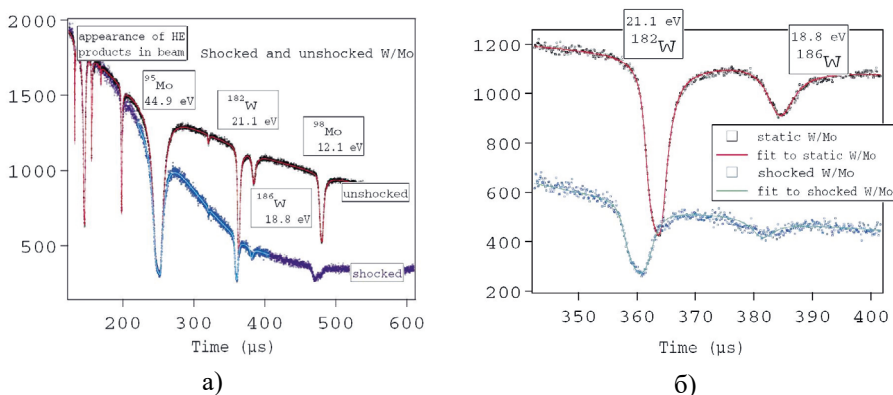 2000
1500
1000
500
200 300 400 500 600
Time (µs)
appearance of HE
products in beam
Shocked and unshocked W/Mo
⁹⁵Mo
44.9 eV
¹⁸²W
21.1 eV
⁹⁸Mo
12.1 eV
¹⁸⁶W
18.8 eV
unshocked
shocked
а)
1200
1000
800
600
400
200
350 360 370 380 390 400
Time (µs)
21.1 eV
¹⁸²W
18.8 eV
¹⁸⁶W
static W/Mo
fit to static W/Mo
shocked W/Mo
fit to shocked W/Mo
б)